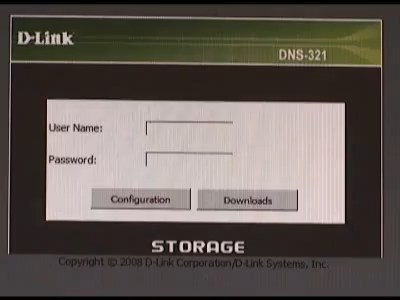 D-Link
DNS-321
User Name:
Password:
Configuration Downloads
STORAGE
Copyright © 2008 D-Link Corporation/D-Link Systems, Inc.